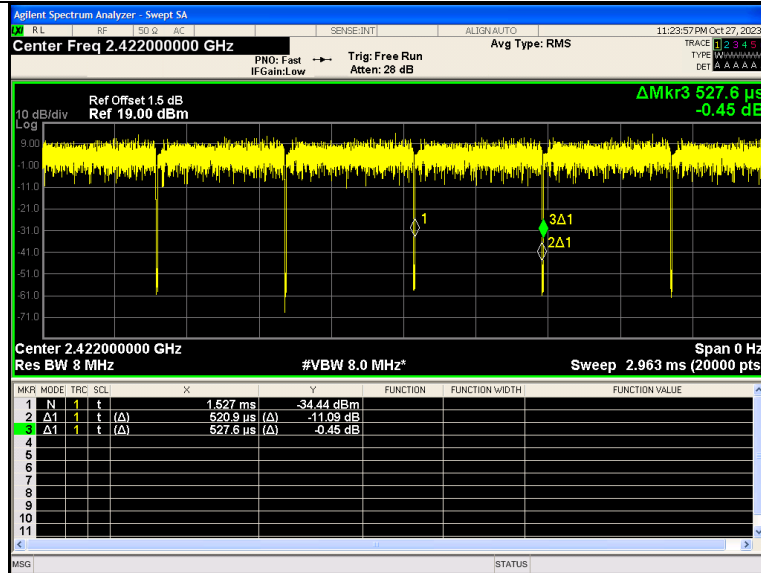 Agilent Spectrum Analyzer - Swept SA
LXI RL RF 50 Ω AC SENSE:INT ALIGNAUTO 11:23:57 PM Oct 27, 2023
Center Freq 2.422000000 GHz Avg Type: RMS TRACE 1 2 3 4 5
PNO: Fast Trig: Free Run TYPE WWWWWW
IFGain:Low Atten: 28 dB DET A A A A A
ΔMkr3 527.6 µs
Ref Offset 1.5 dB -0.45 dB
10 dB/div Ref 19.00 dBm
Log
9.00
-1.00
-11.0
-21.0
1 3Δ1
-31.0
2Δ1
-41.0
-51.0
-61.0
-71.0
Center 2.422000000 GHz Span 0 Hz
Res BW 8 MHz #VBW 8.0 MHz* Sweep 2.963 ms (20000 pts
MKR MODE TRC SCL X Y FUNCTION FUNCTION WIDTH FUNCTION VALUE
1 N 1 t 1.527 ms -34.44 dBm
2 Δ1 1 t (Δ) 520.9 µs (Δ) -11.09 dB
3 Δ1 1 t (Δ) 527.6 µs (Δ) -0.45 dB
4
5
6
7
8
9
10
11
MSG STATUS